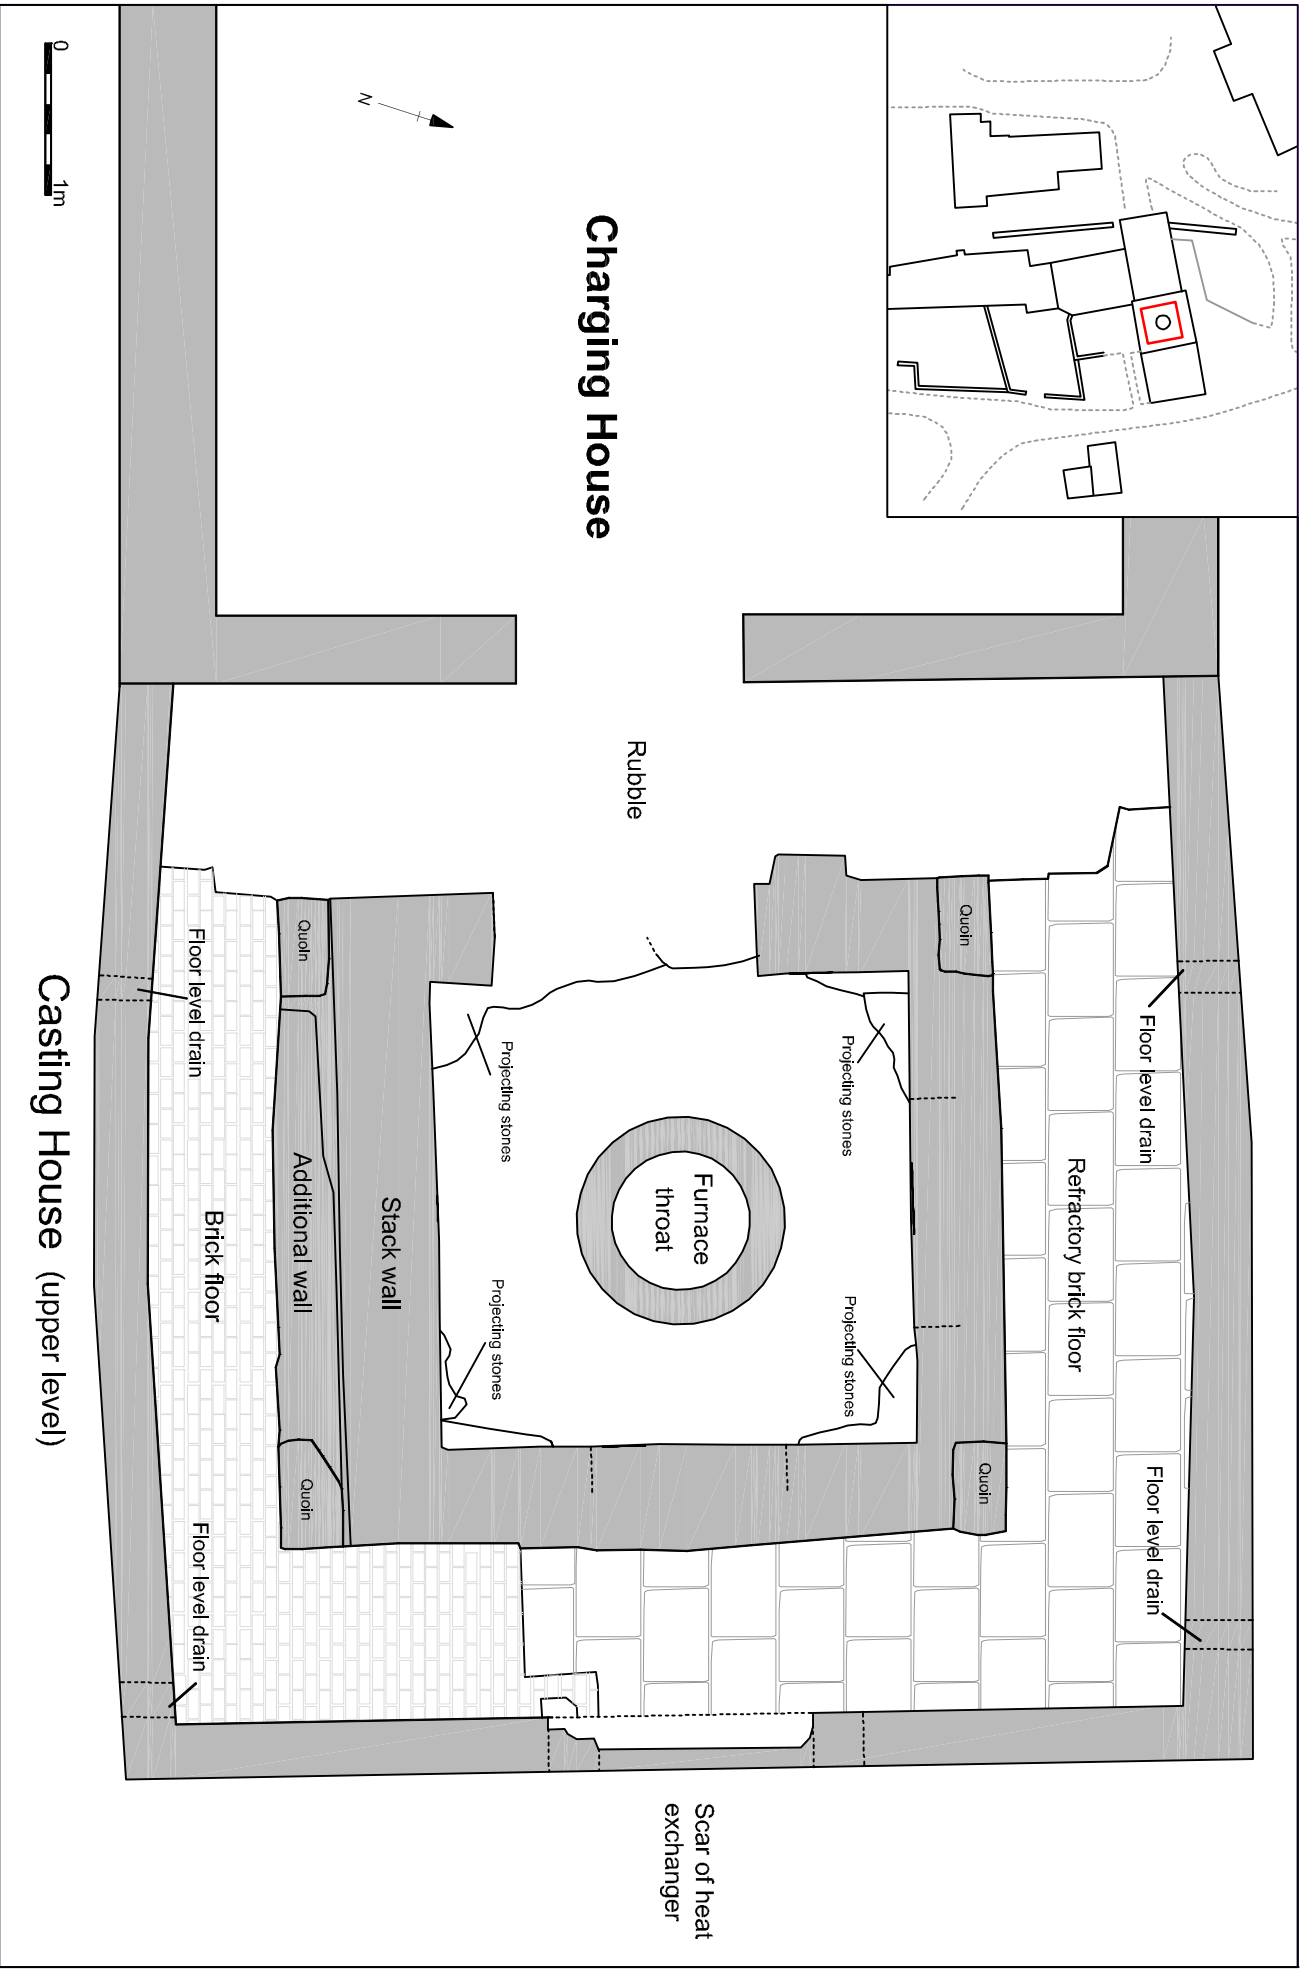 0
1m
N
Charging House
Rubble
Quoin
Quoin
Floor level drain
Floor level drain
Projecting stones
Projecting stones
Furnace
throat
Refractory brick floor
Stack wall
Additional wall
Brick floor
Projecting stones
Projecting stones
Quoin
Quoin
Floor level drain
Floor level drain
Casting House (upper level)
Scar of heat
exchanger